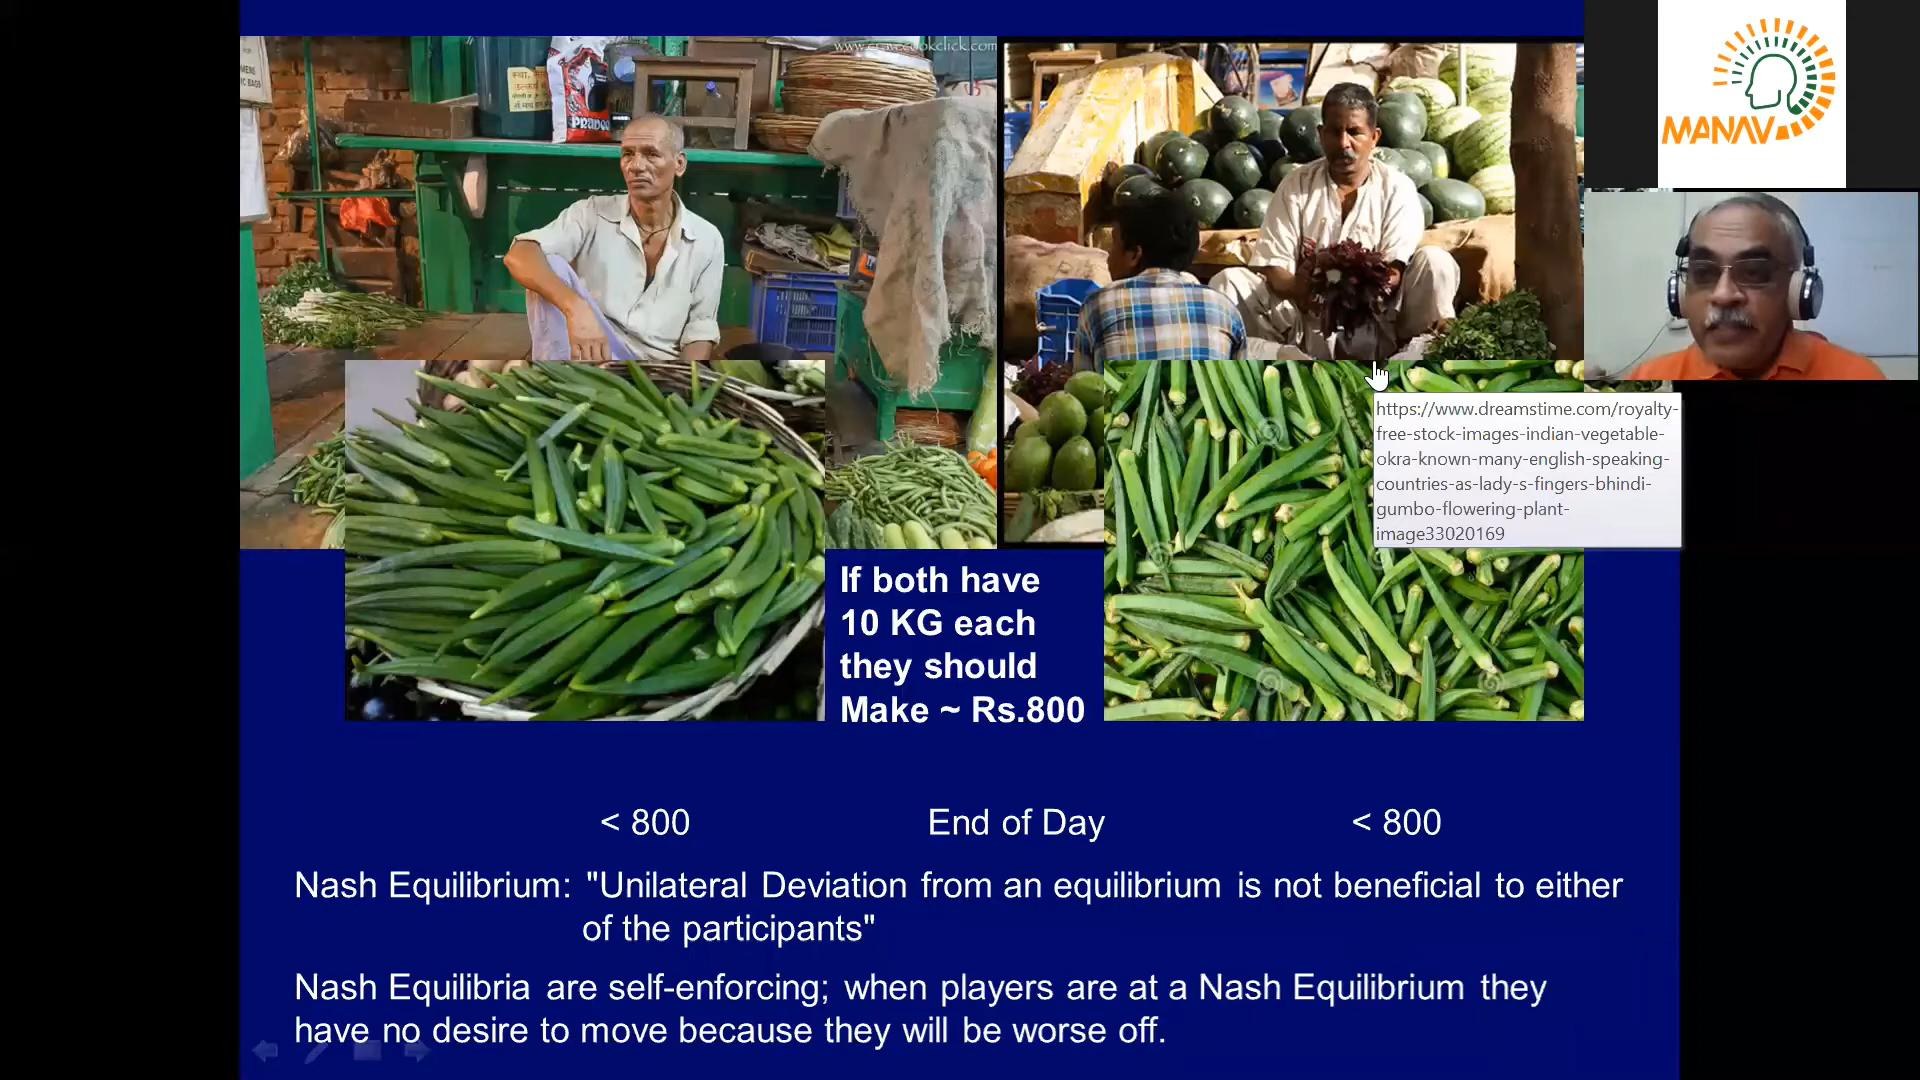 www.ecavecookclick.com
PRADOO
MANAV
https://www.dreamstime.com/royalty-
free-stock-images-indian-vegetable-
okra-known-many-english-speaking-
countries-as-lady-s-fingers-bhindi-
gumbo-flowering-plant-
image33020169
If both have
10 KG each
they should
Make ~ Rs.800
< 800 End of Day < 800
Nash Equilibrium: "Unilateral Deviation from an equilibrium is not beneficial to either
of the participants"
Nash Equilibria are self-enforcing; when players are at a Nash Equilibrium they
have no desire to move because they will be worse off.